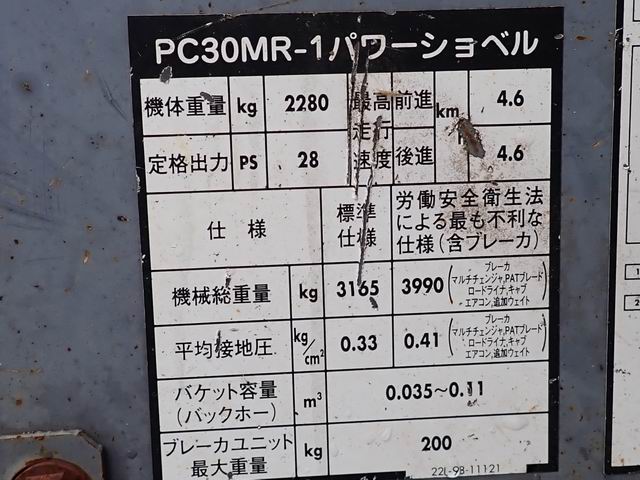 PC30MR-1パワーショベル
機体重量 kg 2280 最高走行速度 前進 km/h 4.6
定格出力 PS 28 後進 4.6
仕様 標準仕様 労働安全衛生法による最も不利な仕様(含ブレーカ)
機械総重量 kg 3165 3990 (ブレーカ マルチチェンジャ,PATブレード ロードライナ,キャブ エアコン,追加ウェイト)
平均接地圧 kg/cm² 0.33 0.41 (ブレーカ マルチチェンジャ,PATブレード ロードライナ,キャブ エアコン,追加ウェイト)
バケット容量(バックホー) m³ 0.035~0.11
ブレーカユニット最大重量 kg 200
22L-98-11121